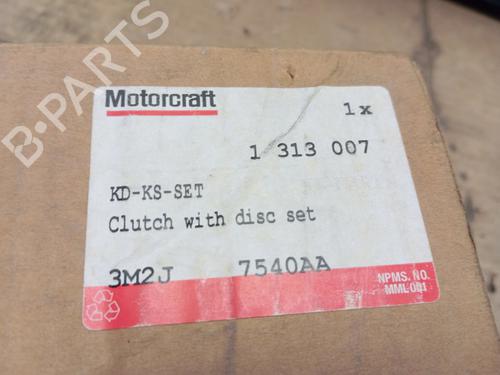 B-PARTS
Motorcraft
1x
1 313 007
KD-KS-SET
Clutch with disc set
3M2J 7540AA
NPMS. NO.
MML-001